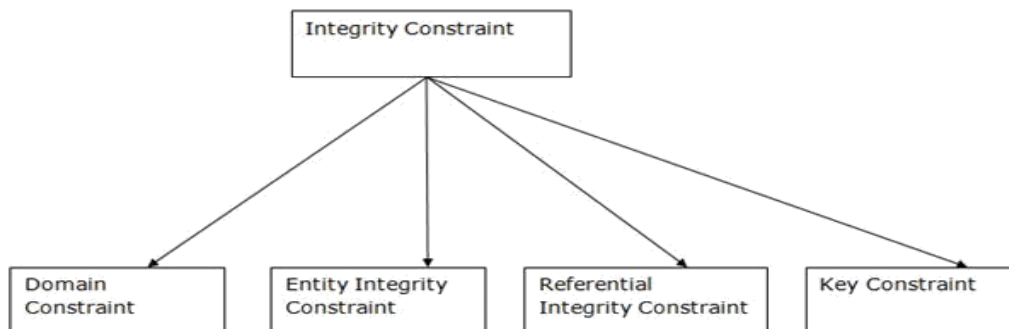 Integrity Constraint
Domain
Constraint
Entity Integrity
Constraint
Referential
Integrity Constraint
Key Constraint